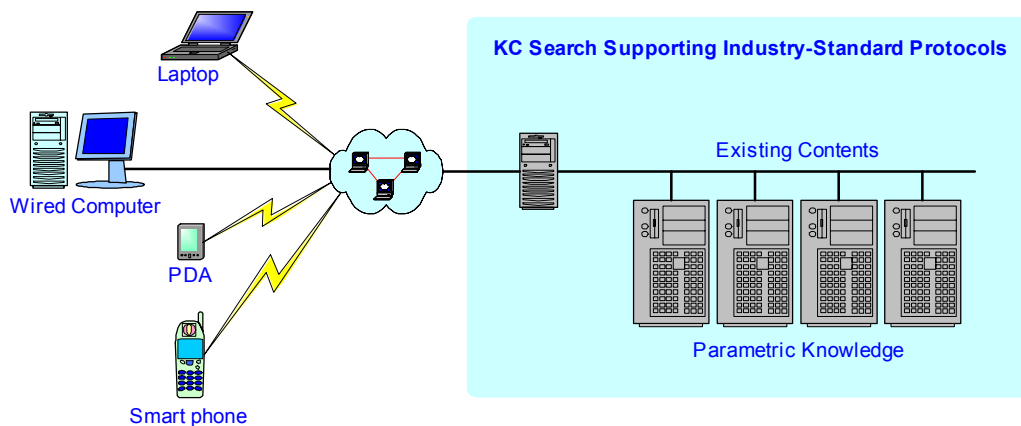 KC Search Supporting Industry-Standard Protocols
Laptop
Existing Contents
Wired Computer
PDA
Parametric Knowledge
Smart phone